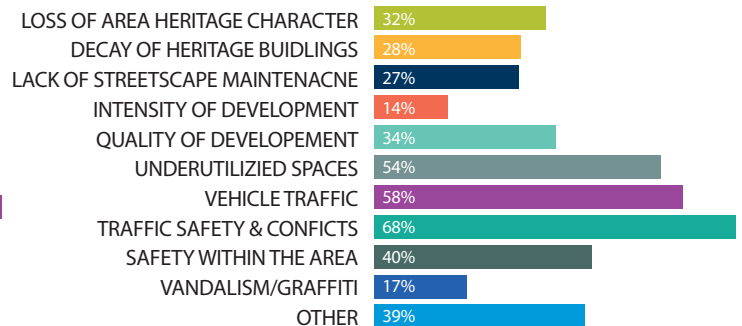 LOSS OF AREA HERITAGE CHARACTER 32%
DECAY OF HERITAGE BUIDLINGS 28%
LACK OF STREETSCAPE MAINTENACNE 27%
INTENSITY OF DEVELOPMENT 14%
QUALITY OF DEVELOPEMENT 34%
UNDERUTILIZIED SPACES 54%
VEHICLE TRAFFIC 58%
TRAFFIC SAFETY & CONFICTS 68%
SAFETY WITHIN THE AREA 40%
VANDALISM/GRAFFITI 17%
OTHER 39%